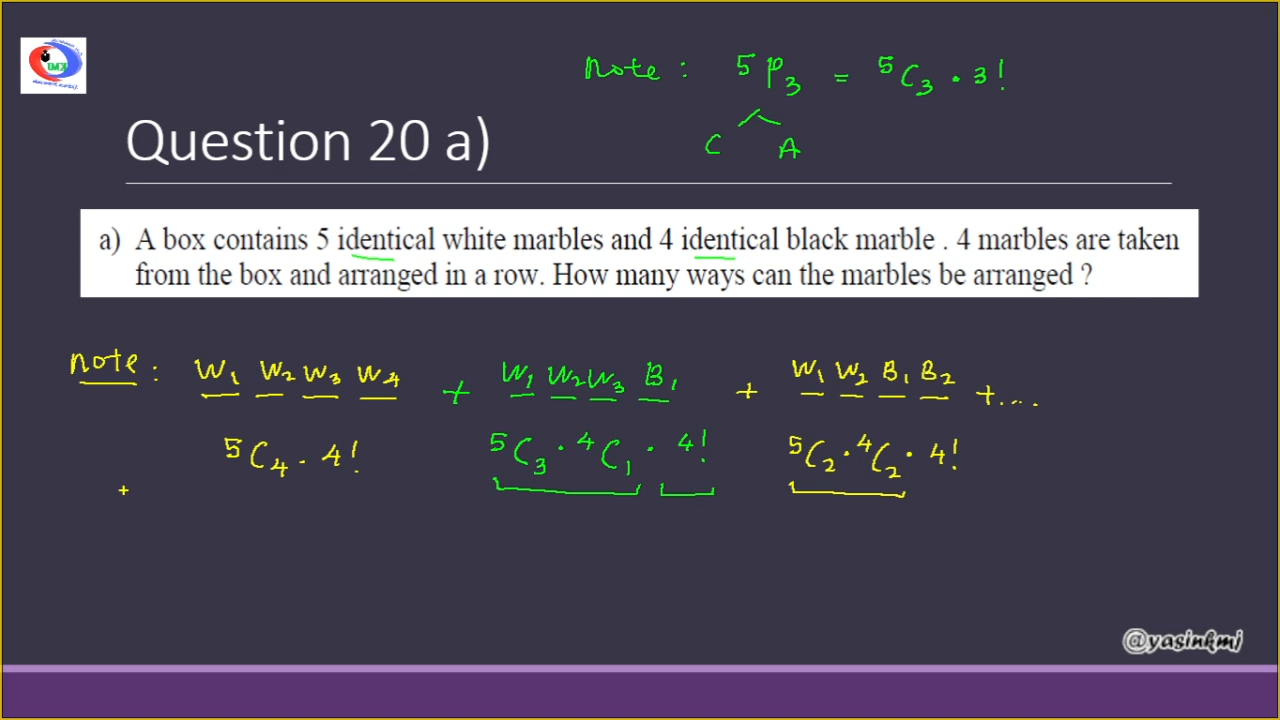 note : 5P3 = 5C3 · 3!
C A
Question 20 a)
a) A box contains 5 identical white marbles and 4 identical black marble . 4 marbles are taken
from the box and arranged in a row. How many ways can the marbles be arranged ?
note : W1 W2 W3 W4 + W1 W2 W3 B1 + W1 W2 B1 B2 + ....
5C4 · 4! 5C3 · 4C1 · 4! 5C2 · 4C2 · 4!
@yasinkmj